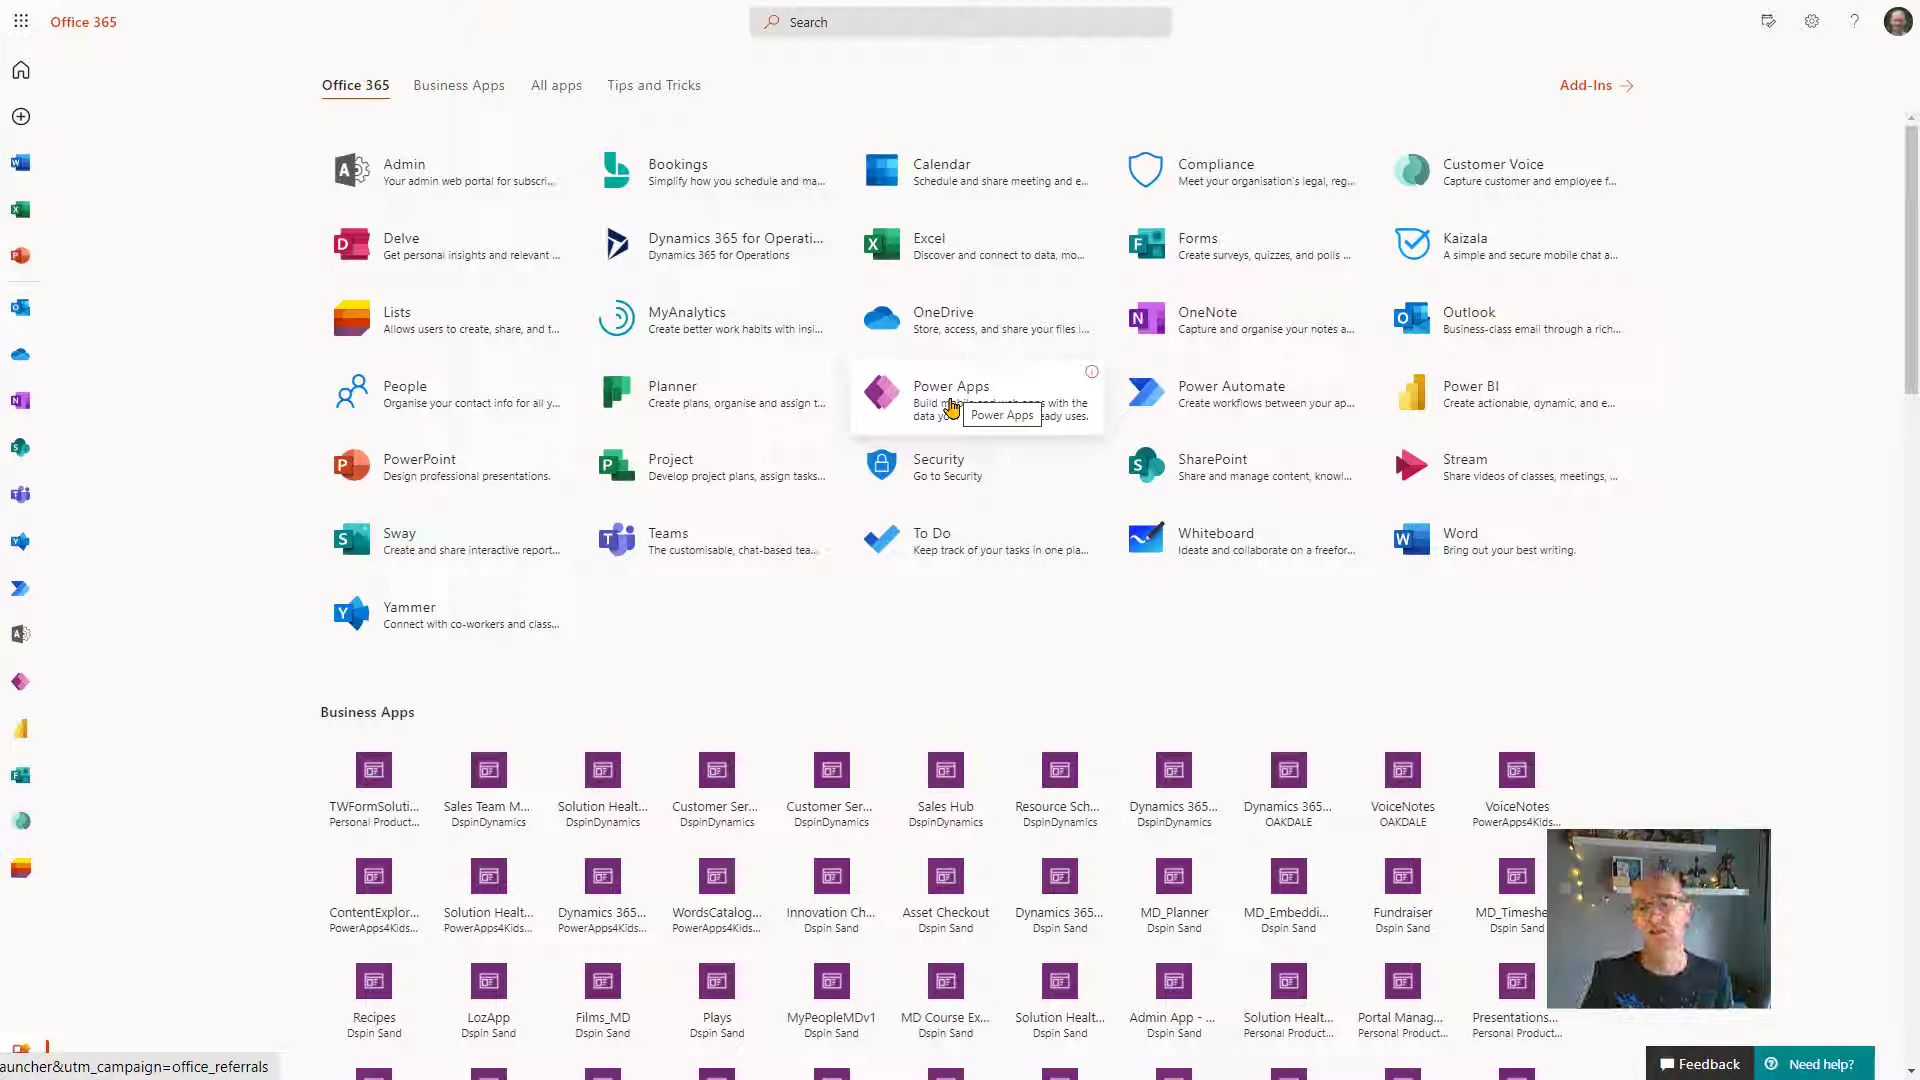 Office 365
Search
Office 365
Business Apps
All apps
Tips and Tricks
Add-Ins
Admin
Your admin web portal for subscri...
Bookings
Simplify how you schedule and ma...
Calendar
Schedule and share meeting and e...
Compliance
Meet your organisation's legal, reg...
Customer Voice
Capture customer and employee f...
Delve
Get personal insights and relevant ...
Dynamics 365 for Operati...
Dynamics 365 for Operations
Excel
Discover and connect to data, mo...
Forms
Create surveys, quizzes, and polls ...
Kaizala
A simple and secure mobile chat a...
Lists
Allows users to create, share, and t...
MyAnalytics
Create better work habits with insi...
OneDrive
Store, access, and share your files i...
OneNote
Capture and organise your notes a...
Outlook
Business-class email through a rich...
People
Organise your contact info for all y...
Planner
Create plans, organise and assign t...
Power Apps
Build mobile and web apps with the
data
uses.
Power Apps
Power Automate
Create workflows between your ap...
Power BI
Create actionable, dynamic, and e...
PowerPoint
Design professional presentations.
Project
Develop project plans, assign tasks...
Security
Go to Security
SharePoint
Share and manage content, knowl...
Stream
Share videos of classes, meetings, ...
Sway
Create and share interactive report...
Teams
The customisable, chat-based tea...
To Do
Keep track of your tasks in one pla...
Whiteboard
Ideate and collaborate on a freefor...
Word
Bring out your best writing.
Yammer
Connect with co-workers and class...
Business Apps
TWFormSoluti... Sales Team M... Solution Healt... Customer Ser... Customer Ser... Sales Hub Resource Sch... Dynamics 365... Dynamics 365... VoiceNotes VoiceNotes
Personal Product... DspinDynamics DspinDynamics DspinDynamics DspinDynamics DspinDynamics DspinDynamics DspinDynamics OAKDALE OAKDALE PowerApps4Kids...
ContentExplor... Solution Healt... Dynamics 365... WordsCatalog... Innovation Ch... Asset Checkout Dynamics 365... MD_Planner MD_Embeddi... Fundraiser MD_Timeshe
PowerApps4Kids... PowerApps4Kids... PowerApps4Kids... PowerApps4Kids... Dspin Sand Dspin Sand Dspin Sand Dspin Sand Dspin Sand Dspin Sand Dspin Sand
Recipes LozApp Films_MD Plays MyPeopleMDv1 MD Course Ex... Solution Healt... Admin App - ... Solution Healt... Portal Manag... Presentations...
Dspin Sand Dspin Sand Dspin Sand Dspin Sand Dspin Sand Dspin Sand Dspin Sand Dspin Sand Personal Product... Personal Product... Personal Product...
auncher&utm_campaign=office_referrals
Feedback
Need help?